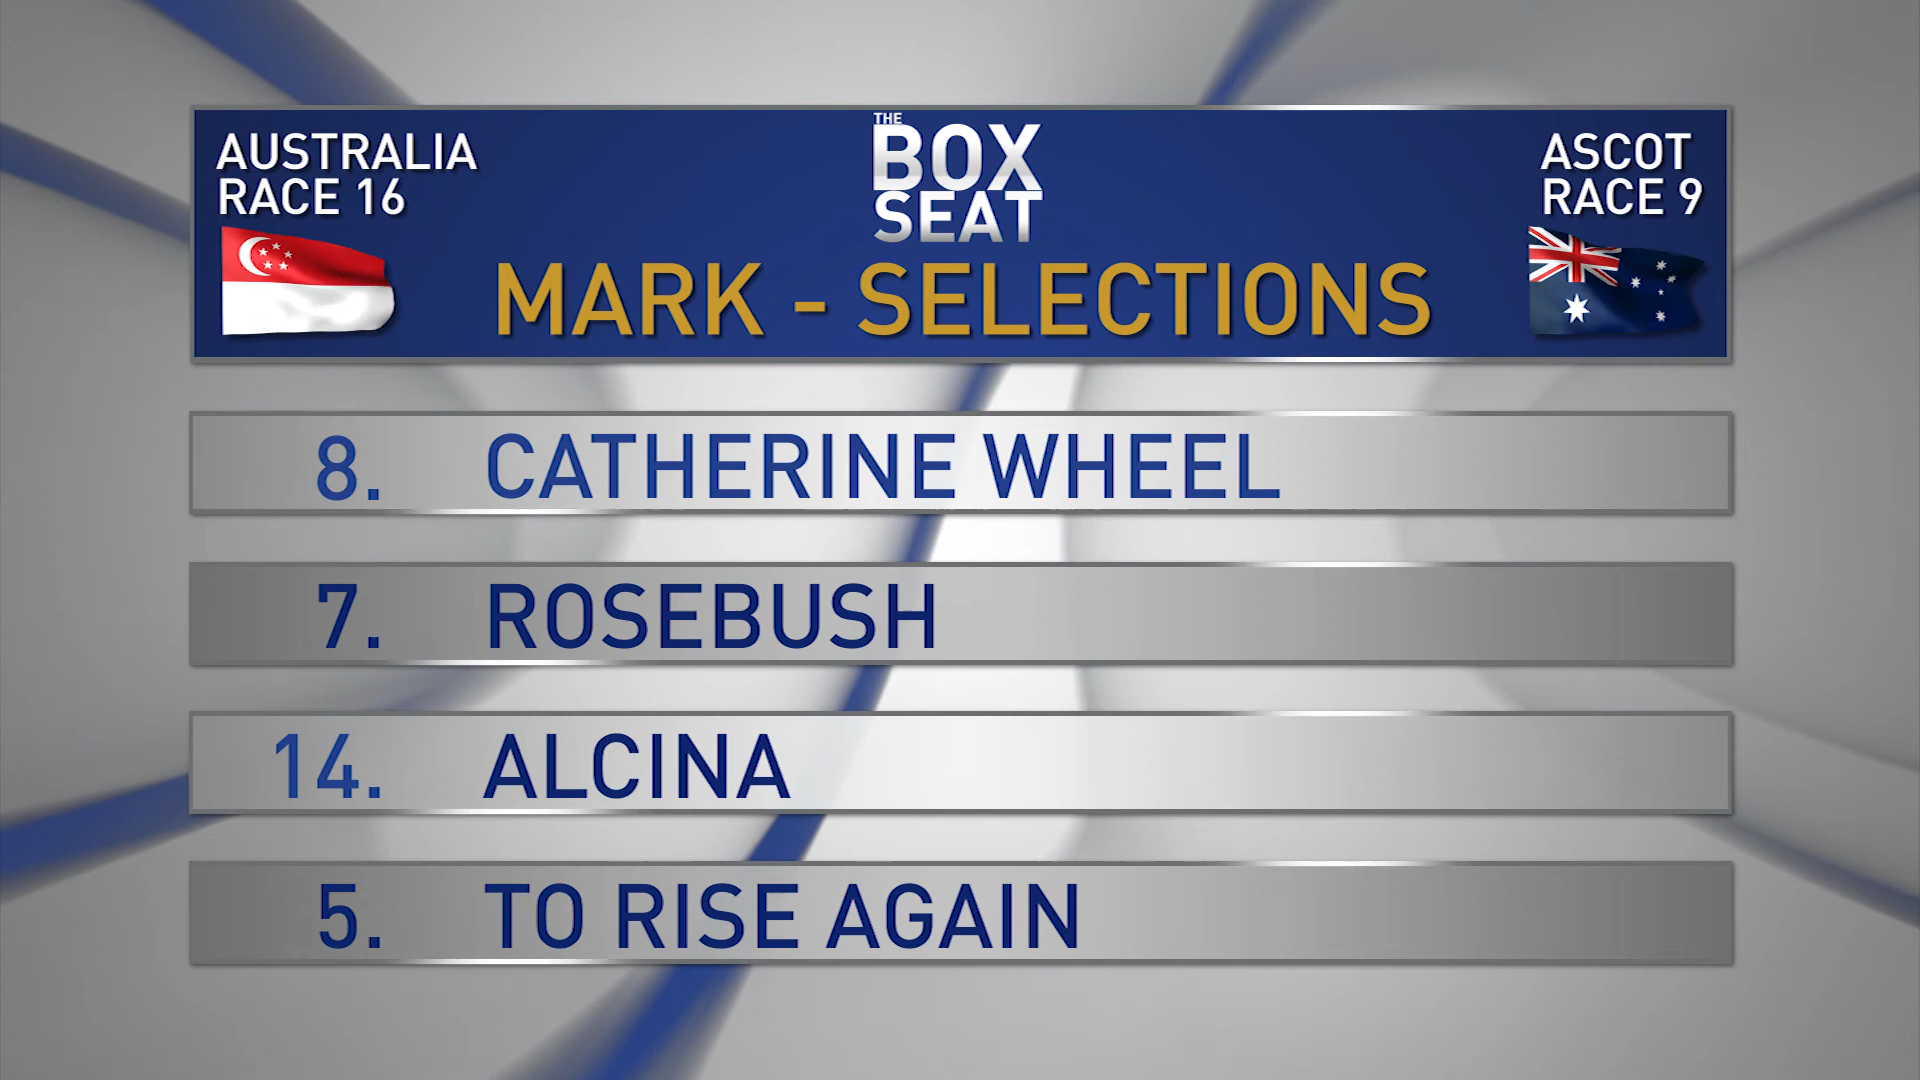 AUSTRALIA
RACE 16
THE
BOX
SEAT
ASCOT
RACE 9
MARK - SELECTIONS
8. CATHERINE WHEEL
7. ROSEBUSH
14. ALCINA
5. TO RISE AGAIN